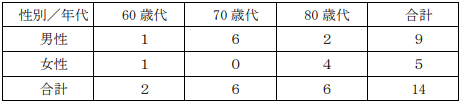 性別／年代 60歳代 70歳代 80歳代 合計
男性 1 6 2 9
女性 1 0 4 5
合計 2 6 6 14